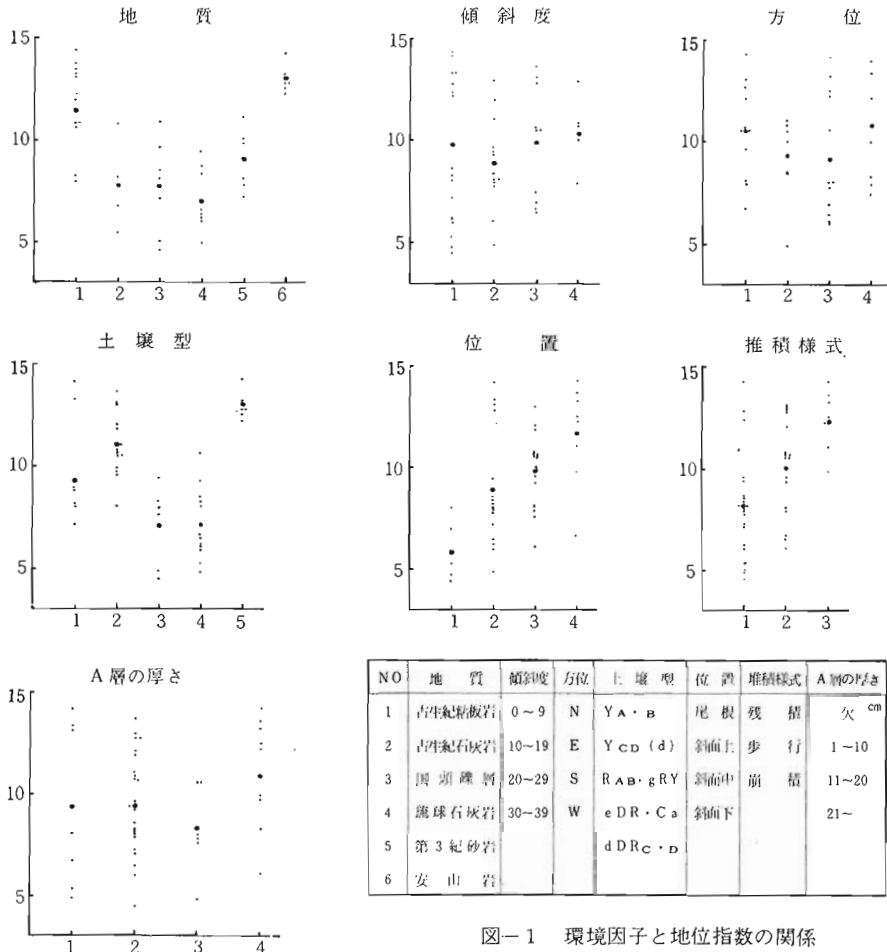 地質
15
10
5
1 2 3 4 5 6
傾斜度
15
10
5
1 2 3 4
方位
15
10
5
1 2 3 4
土壌型
15
10
5
1 2 3 4 5
位置
15
10
5
1 2 3 4
推積様式
15
10
5
1 2 3
A層の厚さ
15
10
5
1 2 3 4
NO 地質 傾斜度 方位 土壌型 位置 堆積様式 A層の厚さ
1 古生紀粘板岩 0~9 N YA・B 尾根 残積 欠 cm
2 古生紀石灰岩 10~19 E YCD (d) 斜面上 歩行 1~10
3 国頭礫層 20~29 S RAB・gRY 斜面中 崩積 11~20
4 琉球石灰岩 30~39 W eDR・Ca 斜面下 21~
5 第3紀砂岩 dDRC・D
6 安山岩
図-1 環境因子と地位指数の関係